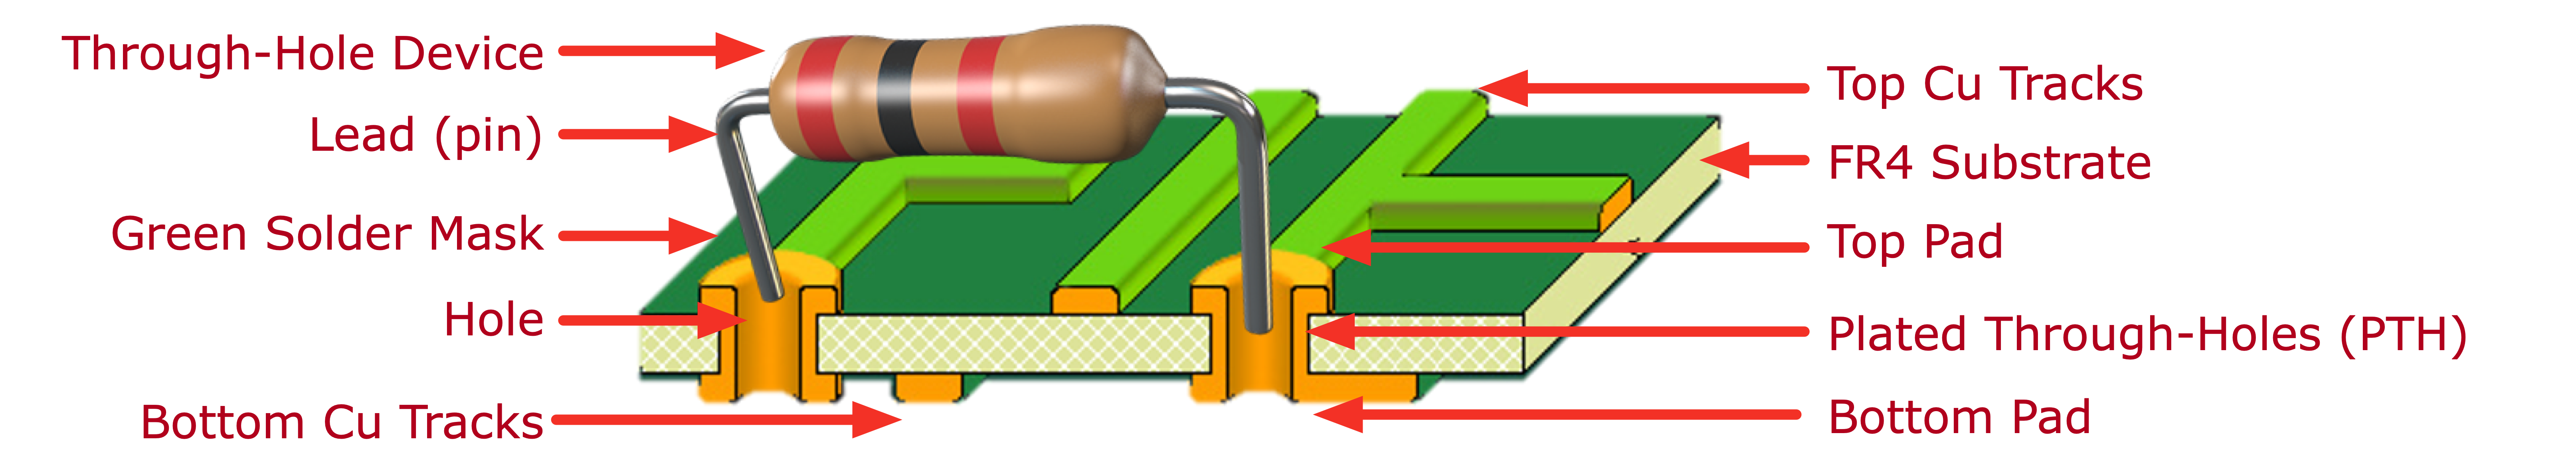 Through-Hole Device
Lead (pin)
Green Solder Mask
Hole
Bottom Cu Tracks
Top Cu Tracks
FR4 Substrate
Top Pad
Plated Through-Holes (PTH)
Bottom Pad